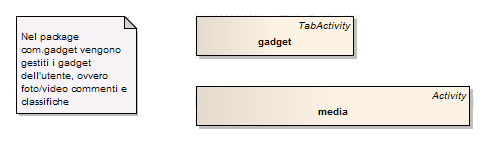 Nel package
com.gadget vengono
gestiti i gadget
dell'utente, ovvero
foto/video commenti e
classifiche
TabActivity
gadget
Activity
media